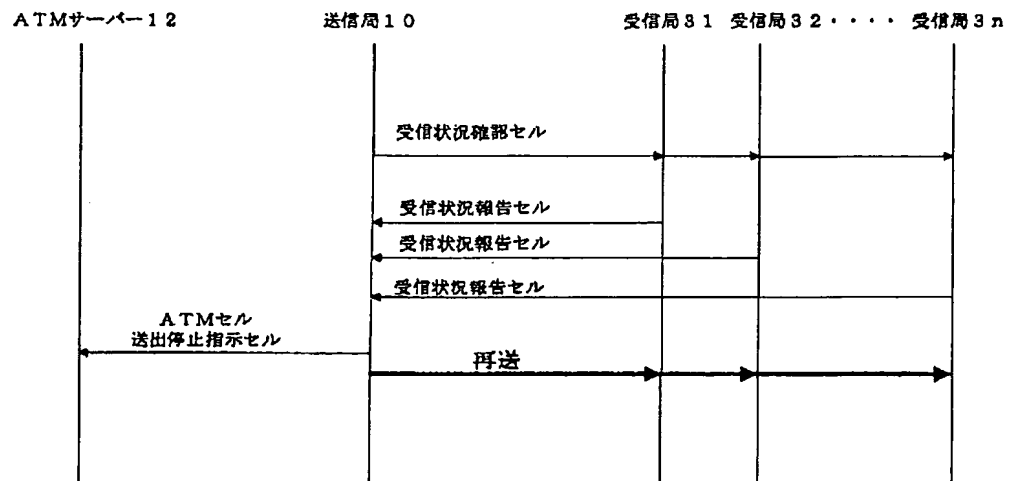 ATMサーバー12 送信局10 受信局31 受信局32・・・・ 受信局3n
受信状況確認セル
受信状況報告セル
受信状況報告セル
受信状況報告セル
ATMセル
送出停止指示セル
再送